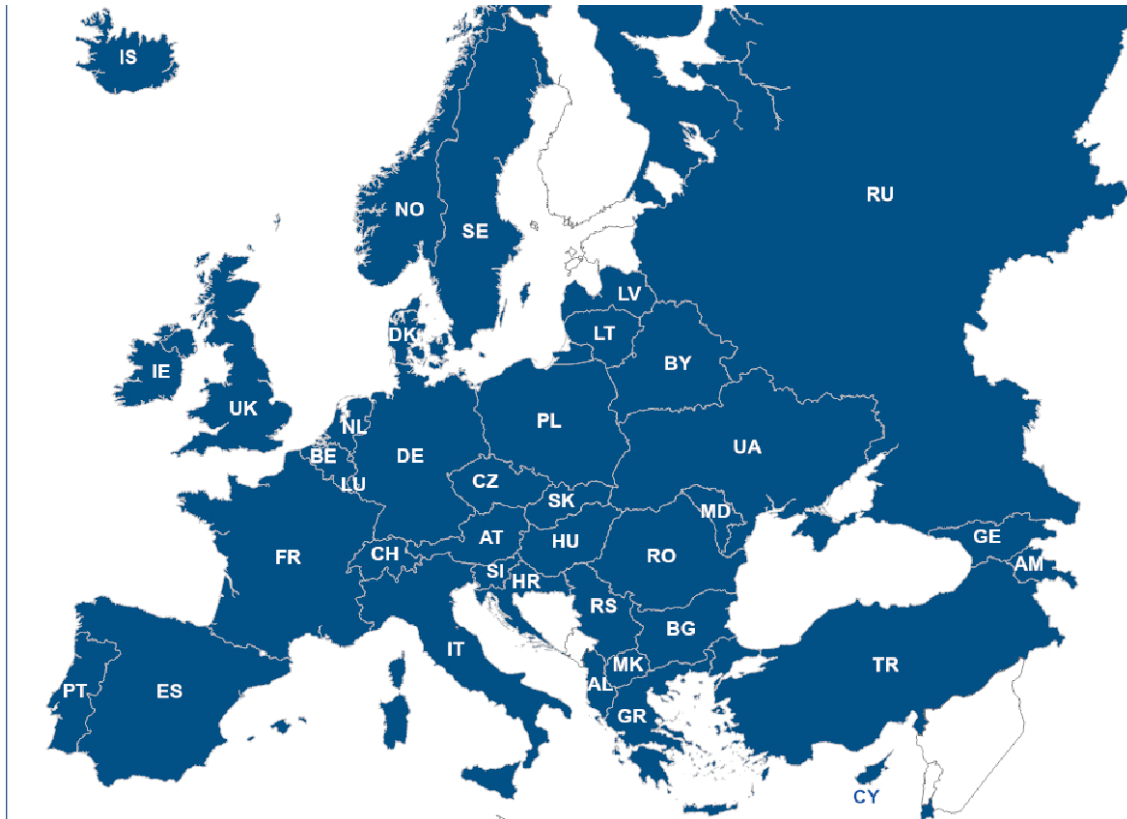 IS
RU
NO
SE
LV
DK
LT
BY
IE
UK
NL
PL
BE
DE
UA
LU
CZ
SK
MD
AT
HU
GE
CH
RO
FR
AM
SI
HR
RS
BG
IT
MK
TR
AL
PT
ES
GR
CY